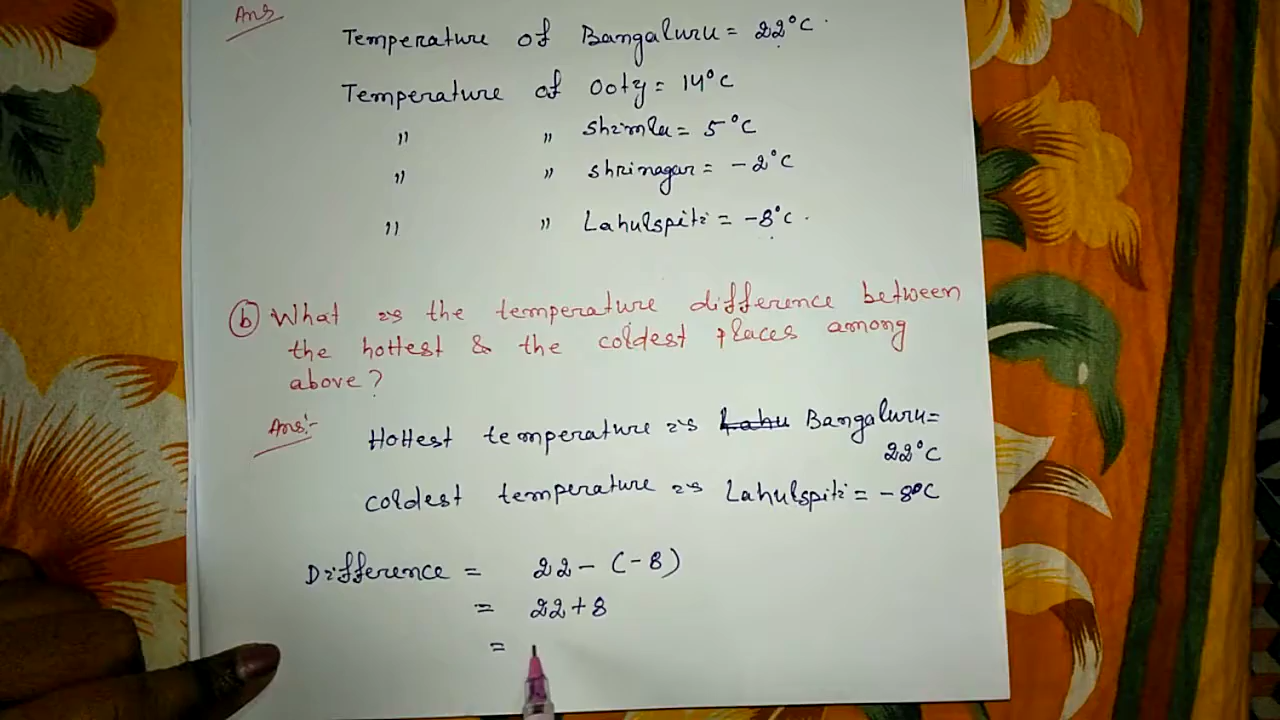 Ans
Temperature of Bangaluru = 22°C.
Temperature of Ooty = 14°C
" " Shimla = 5°C
" " Shrinagar = -2°C
" " Lahulspiti = -8°C.
(b) What is the temperature difference between
the hottest & the coldest places among
above?
Ans:-
Hottest temperature is Lahu Bangaluru =
22°C
Coldest temperature is Lahulspiti = -8°C
Difference = 22 - (-8)
= 22 + 8
=